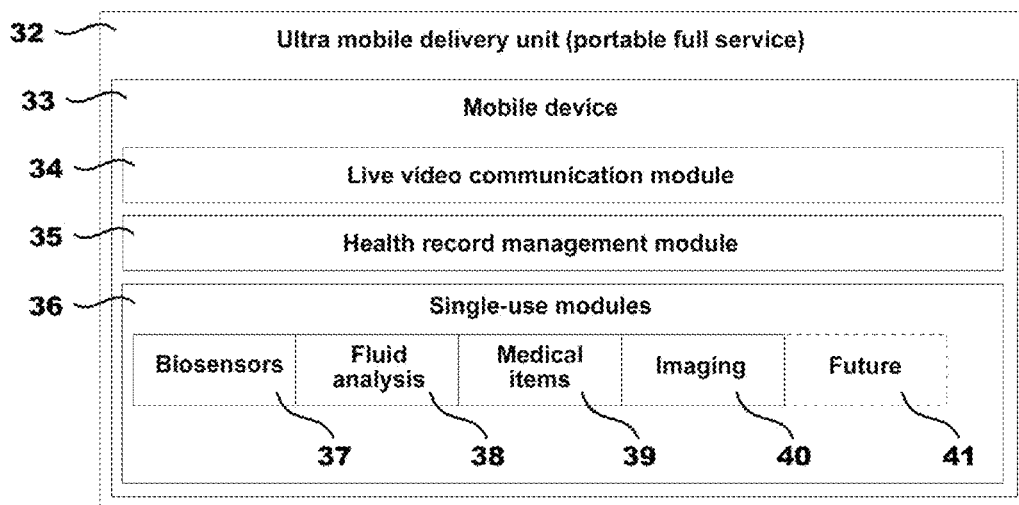 32 Ultra mobile delivery unit (portable full service)
33 Mobile device
34 Live video communication module
35 Health record management module
36 Single-use modules
Biosensors Fluid analysis Medical items Imaging Future
37 38 39 40 41